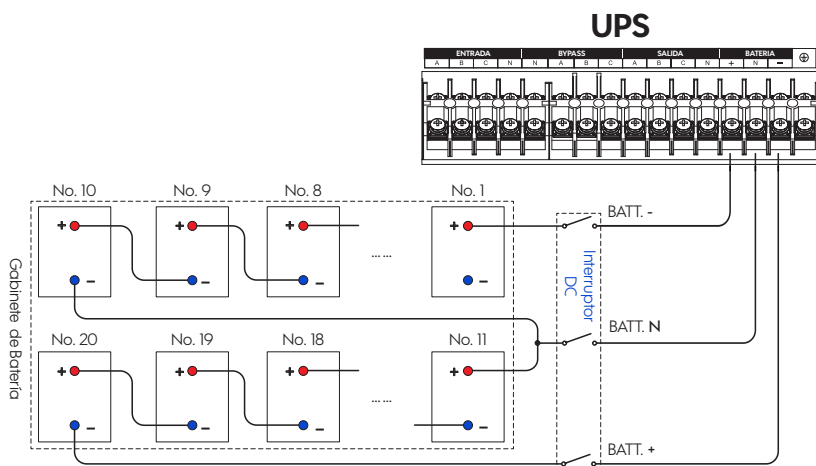 UPS
ENTRADA BYPASS SALIDA BATERIA
A B C N N A B C A B C N + N −
No. 10 No. 9 No. 8 No. 1
+ + + +
− − − −
...... 
BATT. -
Gabinete de Batería
Interruptor DC
BATT. N
No. 20 No. 19 No. 18 No. 11
+ + + +
......
− − − −
BATT. +